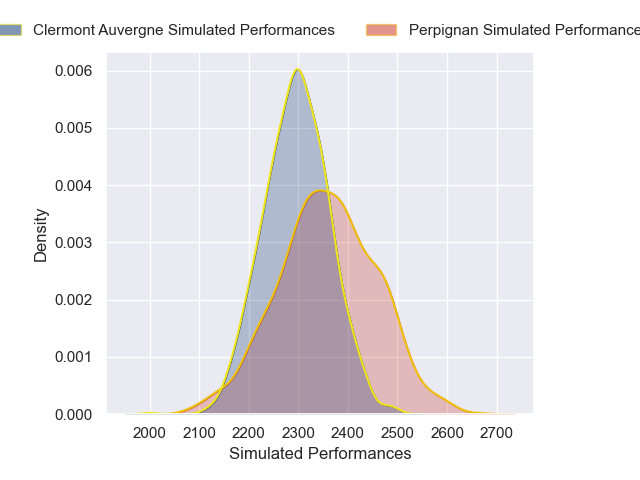 Clermont Auvergne Simulated Performances
Perpignan Simulated Performance
0.006
0.005
0.004
0.003
0.002
0.001
0.000
Density
2000 2100 2200 2300 2400 2500 2600 2700
Simulated Performances